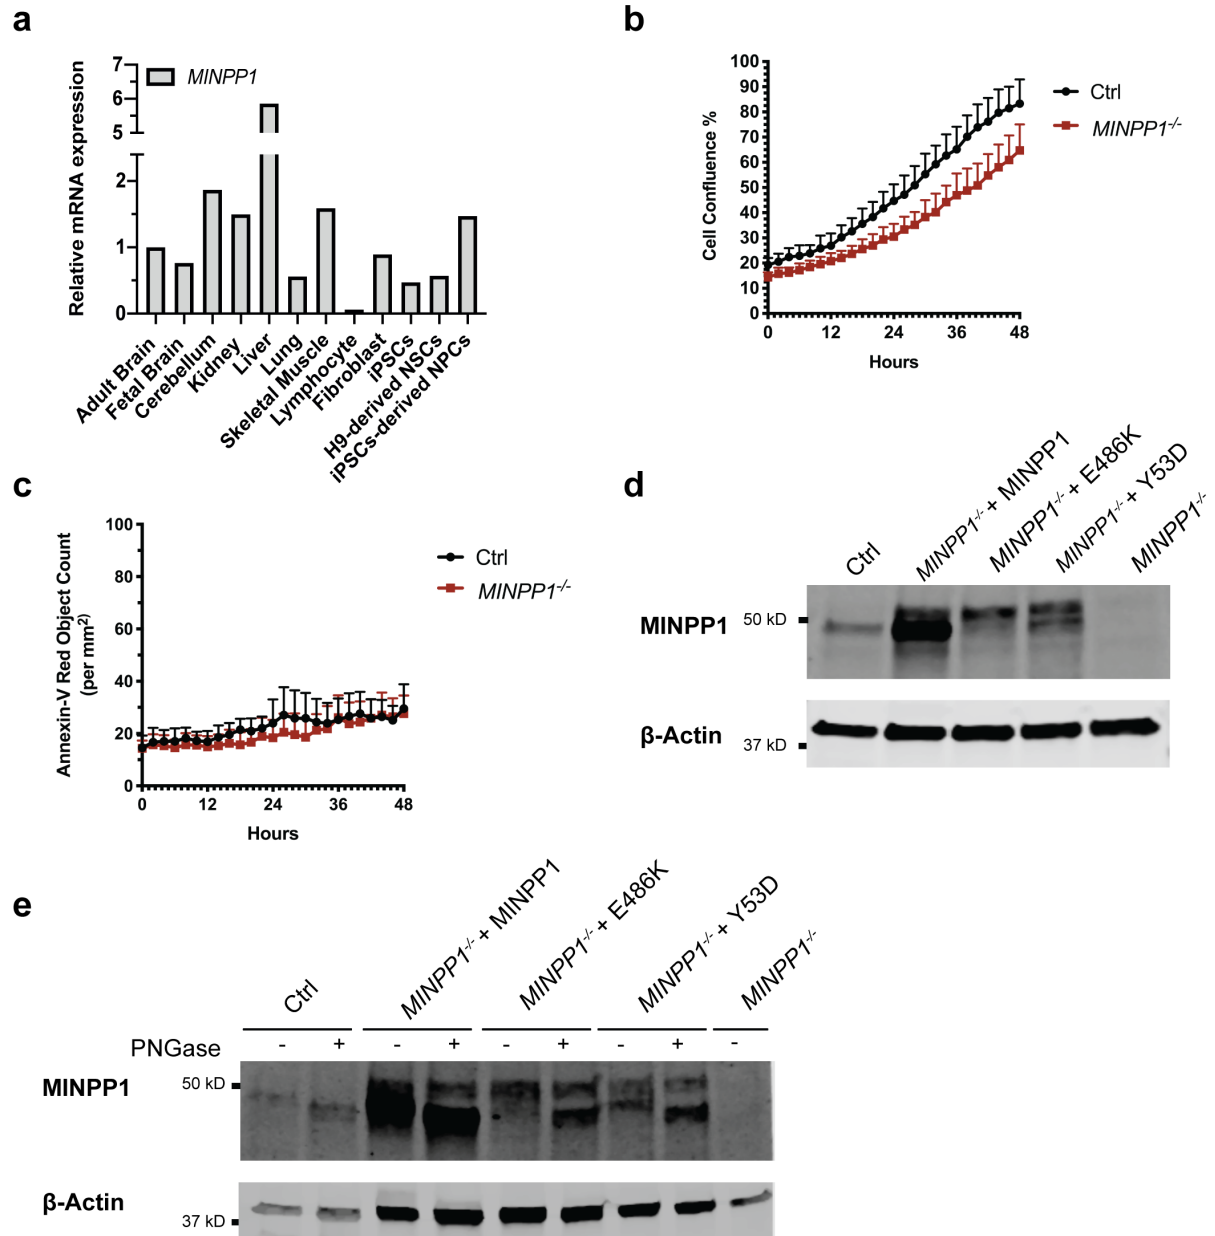 a
Relative mRNA expression
7
6
5
2
1
0
MINPP1
Adult Brain
Fetal Brain
Cerebellum
Kidney
Liver
Lung
Skeletal Muscle
Lymphocyte
Fibroblast
iPSCs
H9-derived NSCs
iPSCs-derived NPCs
b
Cell Confluence %
100
90
80
70
60
50
40
30
20
10
0
0 12 24 36 48
Hours
Ctrl
MINPP1-/-
c
Annexin-V Red Object Count
(per mm2)
100
80
60
40
20
0
0 12 24 36 48
Hours
Ctrl
MINPP1-/-
d
Ctrl
MINPP1-/- + MINPP1
MINPP1-/- + E486K
MINPP1-/- + Y53D
MINPP1-/-
MINPP1
50 kD
β-Actin
37 kD
e
Ctrl
MINPP1-/- + MINPP1
MINPP1-/- + E486K
MINPP1-/- + Y53D
MINPP1-/-
PNGase - + - + - + - + -
MINPP1
50 kD
β-Actin
37 kD